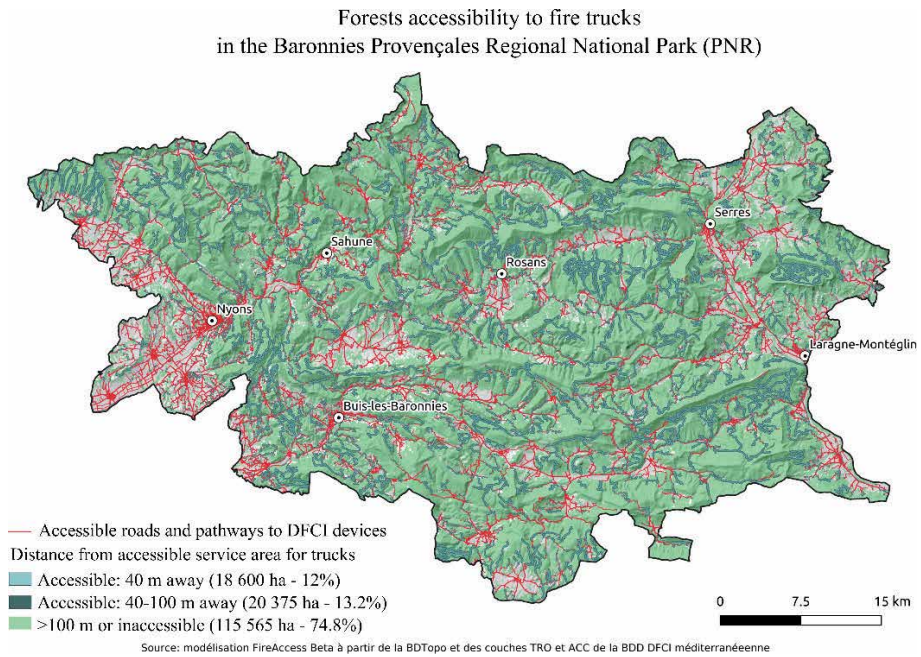 Forests accessibility to fire trucks
in the Baronnies Provençales Regional National Park (PNR)
Serres
Sahune
Rosans
Nyons
Laragne-Montéglin
Buis-les-Baronnies
Accessible roads and pathways to DFCI devices
Distance from accessible service area for trucks
Accessible: 40 m away (18 600 ha - 12%)
Accessible: 40-100 m away (20 375 ha - 13.2%)
>100 m or inaccessible (115 565 ha - 74.8%)
0 7.5 15 km
Source: modélisation FireAccess Beta à partir de la BDTopo et des couches TRO et ACC de la BDD DFCI méditerranéeenne